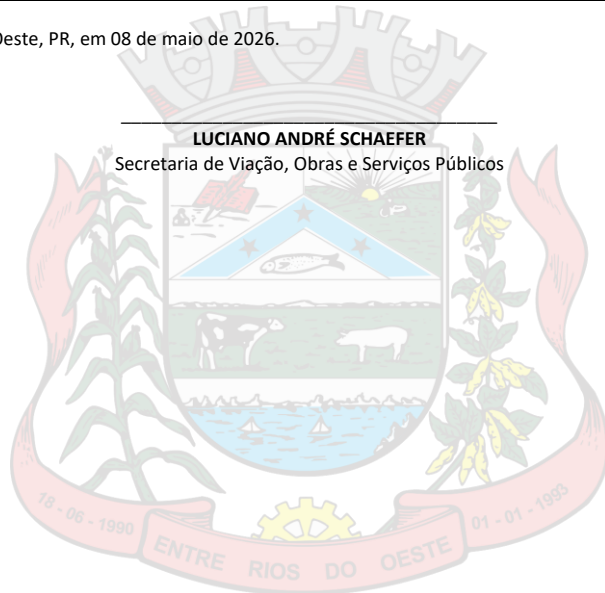 Oeste, PR, em 08 de maio de 2026.
LUCIANO ANDRÉ SCHAEFER
Secretaria de Viação, Obras e Serviços Públicos
18 - 06 - 1990
ENTRE RIOS DO OESTE
01 - 01 - 1993